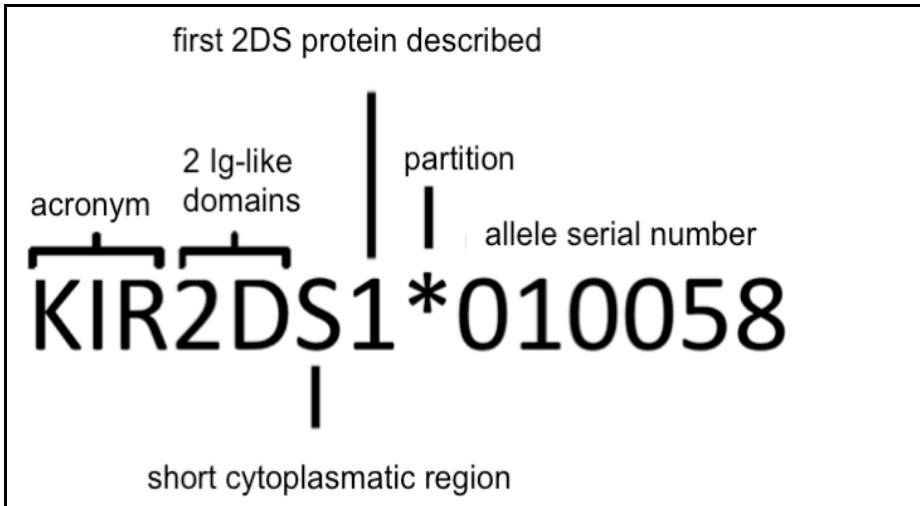 first 2DS protein described
2 Ig-like
domains
partition
acronym
allele serial number
KIR2DS1*010058
short cytoplasmatic region